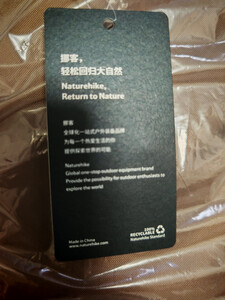 挪客，
轻松回归大自然
Naturehike,
Return to Nature
挪客
全球化一站式户外装备品牌
为每一个热爱生活的你
提供探索世界的可能
Naturehike
Global one-stop outdoor equipment brand
Provide the possibility for outdoor enthusiasts to
explore the world
Made in China
www.naturehike.com
100%
RECYCLABLE
Naturehike Standard